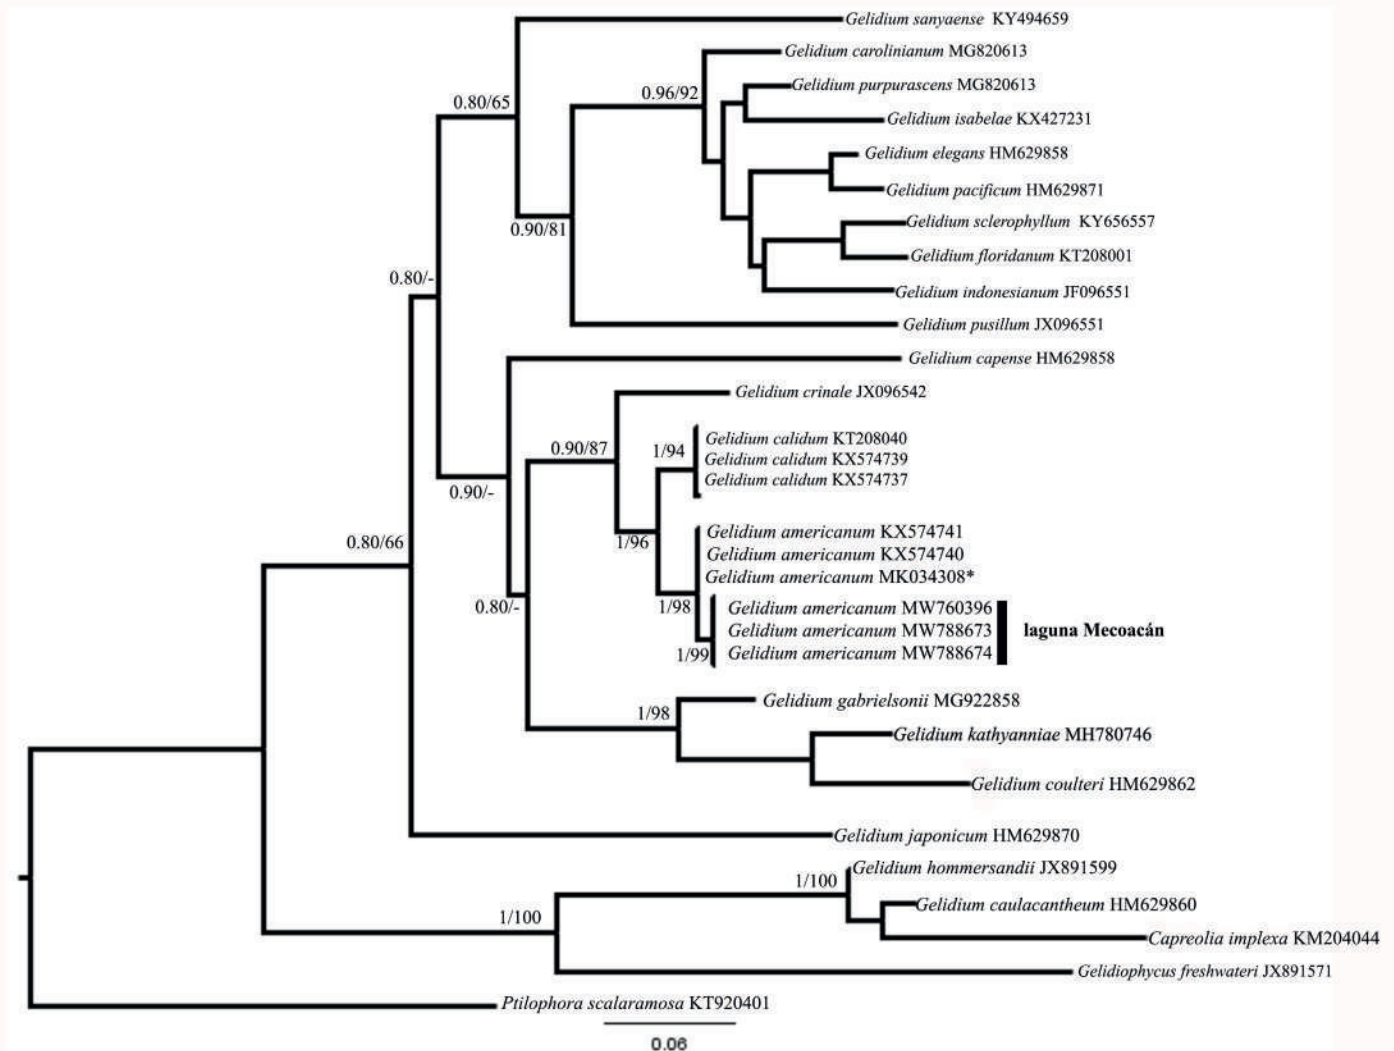 Gelidium sanyaense KY494659
Gelidium carolinianum MG820613
Gelidium purpurascens MG820613
0.96/92
0.80/65
Gelidium isabelae KX427231
Gelidium elegans HM629858
Gelidium pacificum HM629871
Gelidium sclerophyllum KY656557
0.90/81
Gelidium floridanum KT208001
0.80/-
Gelidium indonesianum JF096551
Gelidium pusillum JX096551
Gelidium capense HM629858
Gelidium crinale JX096542
Gelidium calidum KT208040
0.90/87
1/94
Gelidium calidum KX574739
Gelidium calidum KX574737
0.90/-
Gelidium americanum KX574741
0.80/66
1/96
Gelidium americanum KX574740
Gelidium americanum MK034308*
0.80/-
1/98
Gelidium americanum MW760396
Gelidium americanum MW788673
laguna Mecoacán
Gelidium americanum MW788674
1/99
Gelidium gabrielsonii MG922858
1/98
Gelidium kathyanniae MH780746
Gelidium coulteri HM629862
Gelidium japonicum HM629870
Gelidium hommersandii JX891599
1/100
Gelidium caulacantheum HM629860
1/100
Capreolia implexa KM204044
Gelidiophycus freshwateri JX891571
Ptilophora scalaramosa KT920401
0.06